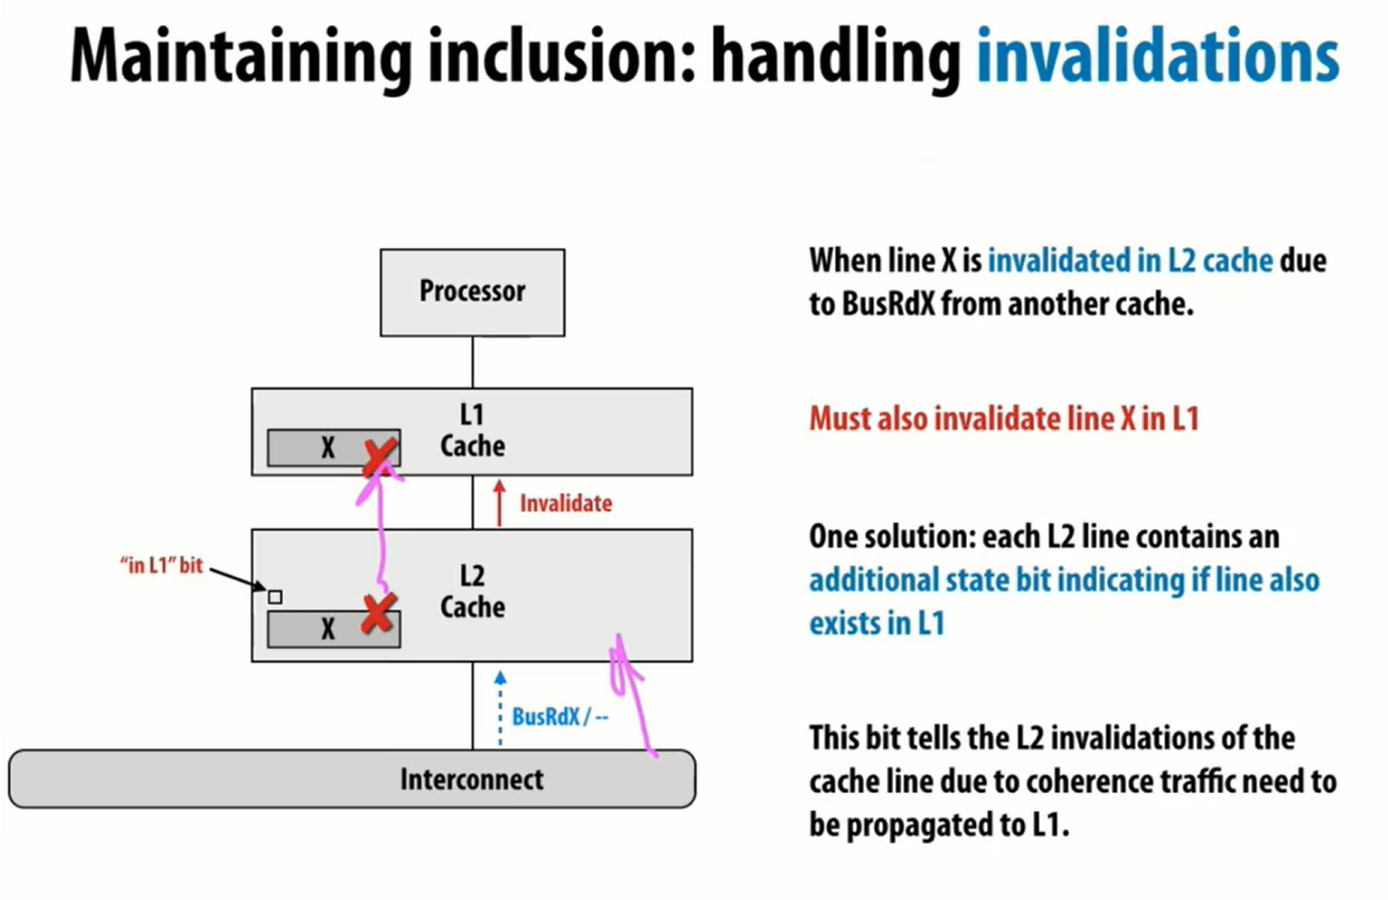 Maintaining inclusion: handling invalidations
Processor
L1
Cache
X
Invalidate
"in L1" bit
L2
Cache
X
BusRdX / --
Interconnect
When line X is invalidated in L2 cache due
to BusRdX from another cache.
Must also invalidate line X in L1
One solution: each L2 line contains an
additional state bit indicating if line also
exists in L1
This bit tells the L2 invalidations of the
cache line due to coherence traffic need to
be propagated to L1.